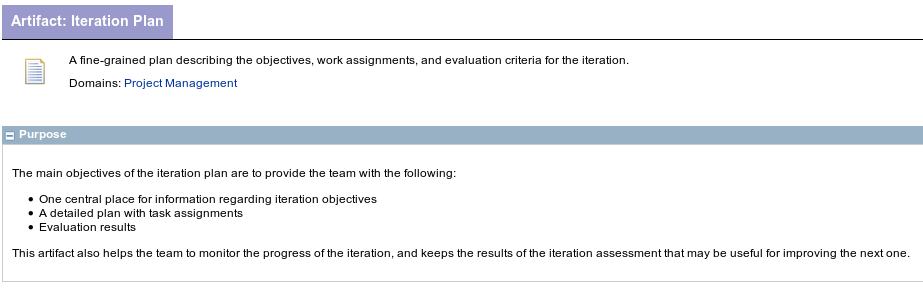 Artifact: Iteration Plan
A fine-grained plan describing the objectives, work assignments, and evaluation criteria for the iteration.
Domains: Project Management
Purpose
The main objectives of the iteration plan are to provide the team with the following:
• One central place for information regarding iteration objectives
• A detailed plan with task assignments
• Evaluation results
This artifact also helps the team to monitor the progress of the iteration, and keeps the results of the iteration assessment that may be useful for improving the next one.